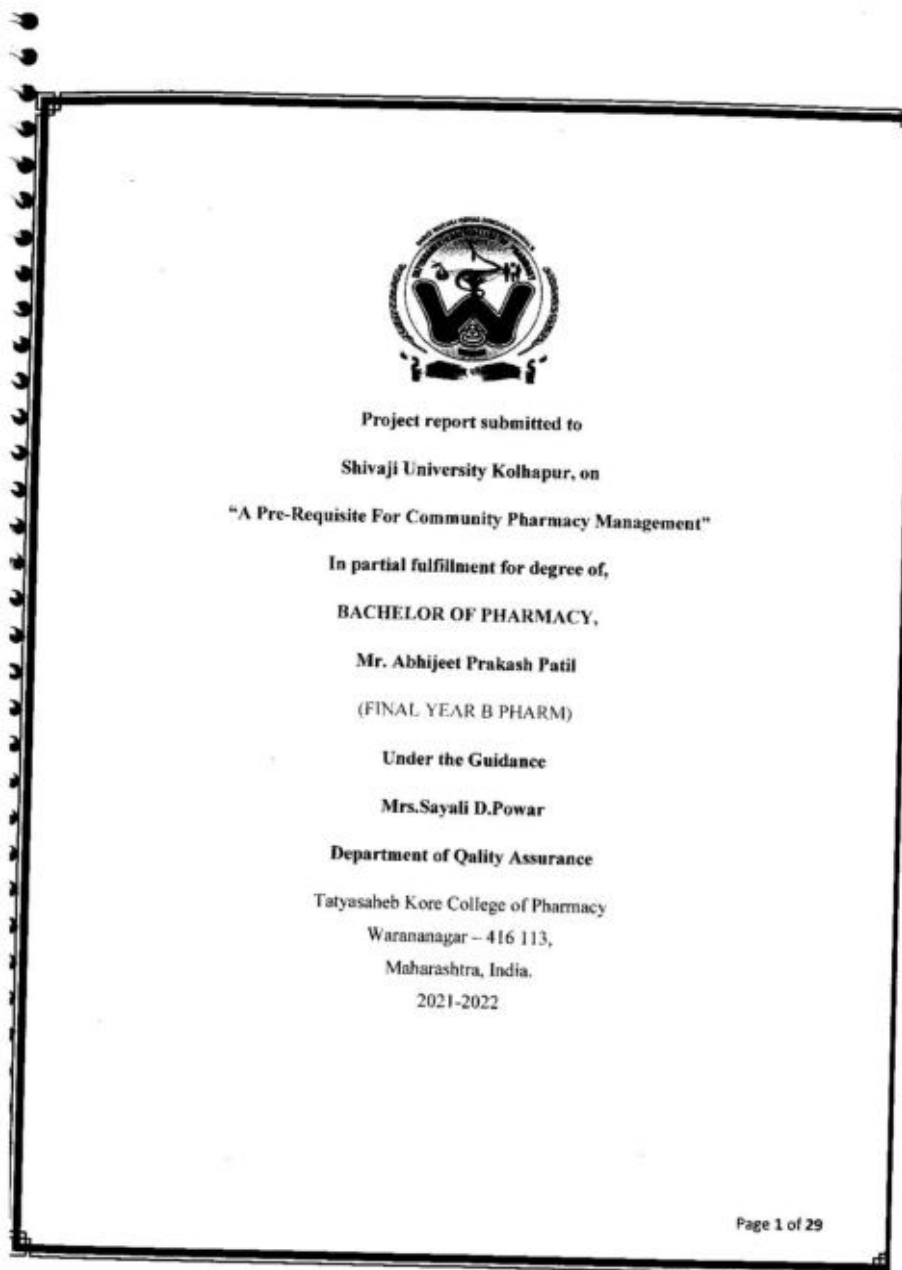 Project report submitted to
Shivaji University Kolhapur, on
“A Pre-Requisite For Community Pharmacy Management”
In partial fulfillment for degree of,
BACHELOR OF PHARMACY,
Mr. Abhijeet Prakash Patil
(FINAL YEAR B PHARM)
Under the Guidance
Mrs.Sayali D.Powar
Department of Qality Assurance
Tatyasaheb Kore College of Pharmacy
Warananagar – 416 113,
Maharashtra, India.
2021-2022
Page 1 of 29